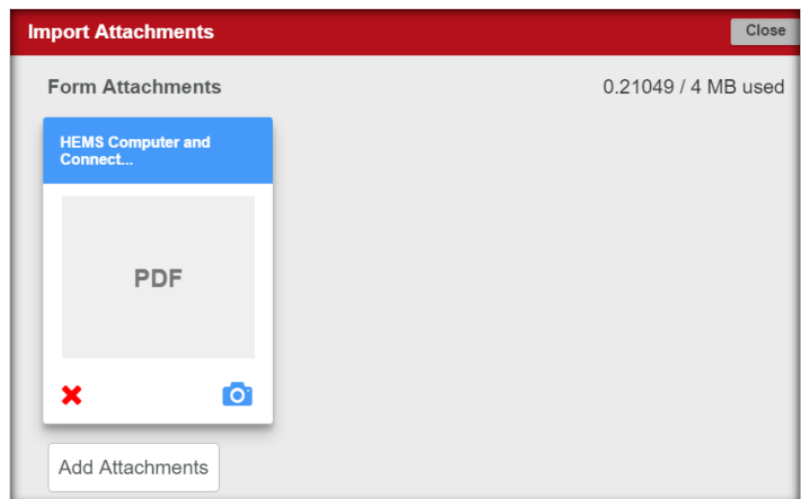 Import Attachments
Close
Form Attachments
0.21049 / 4 MB used
HEMS Computer and
Connect...
PDF
Add Attachments